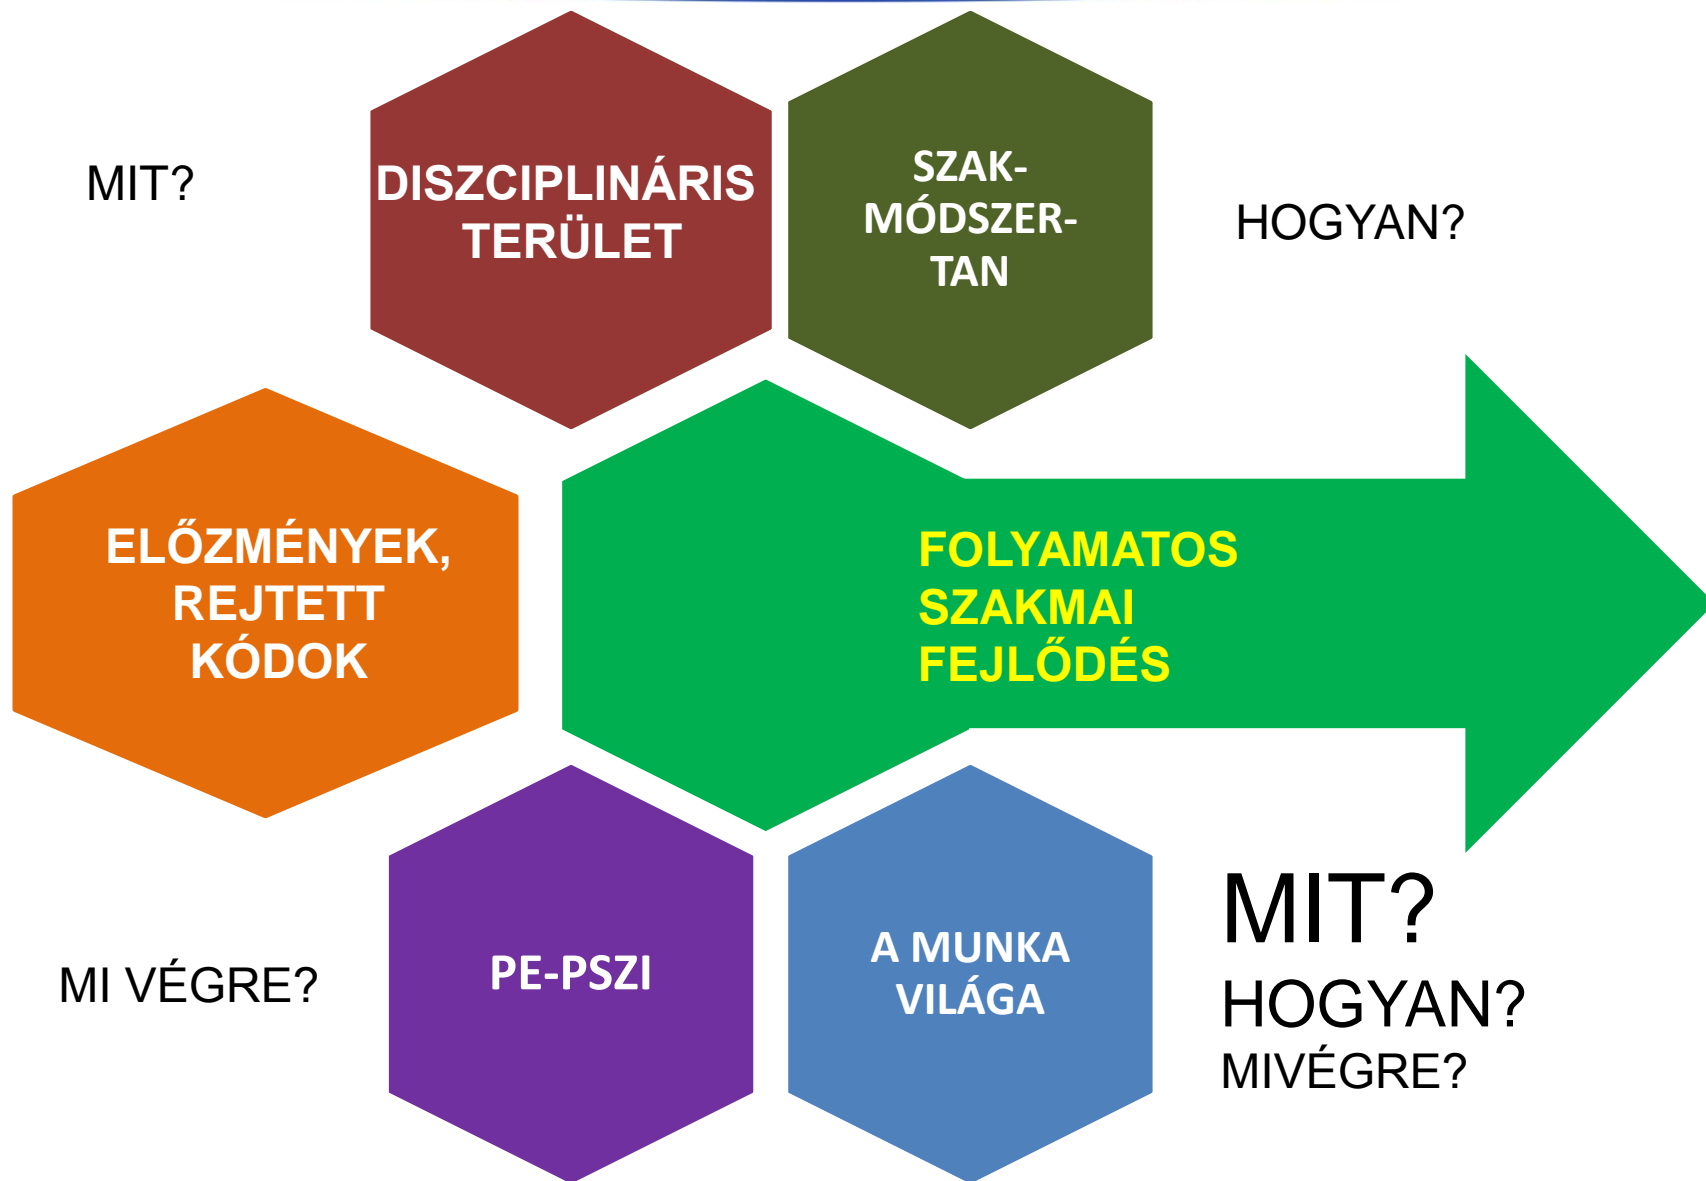 MIT?
DISZCIPLINÁRIS
TERÜLET
SZAK-
MÓDSZER-
TAN
HOGYAN?
ELŐZMÉNYEK,
REJTETT
KÓDOK
FOLYAMATOS
SZAKMAI
FEJLŐDÉS
MI VÉGRE?
PE-PSZI
A MUNKA
VILÁGA
MIT?
HOGYAN?
MIVÉGRE?